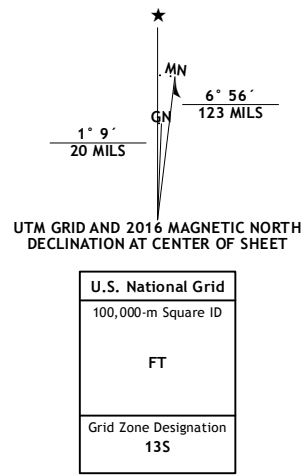 ★
MN
GN
6° 56´
123 MILS
1° 9´
20 MILS
UTM GRID AND 2016 MAGNETIC NORTH
DECLINATION AT CENTER OF SHEET
U.S. National Grid
100,000-m Square ID
FT
Grid Zone Designation
13S